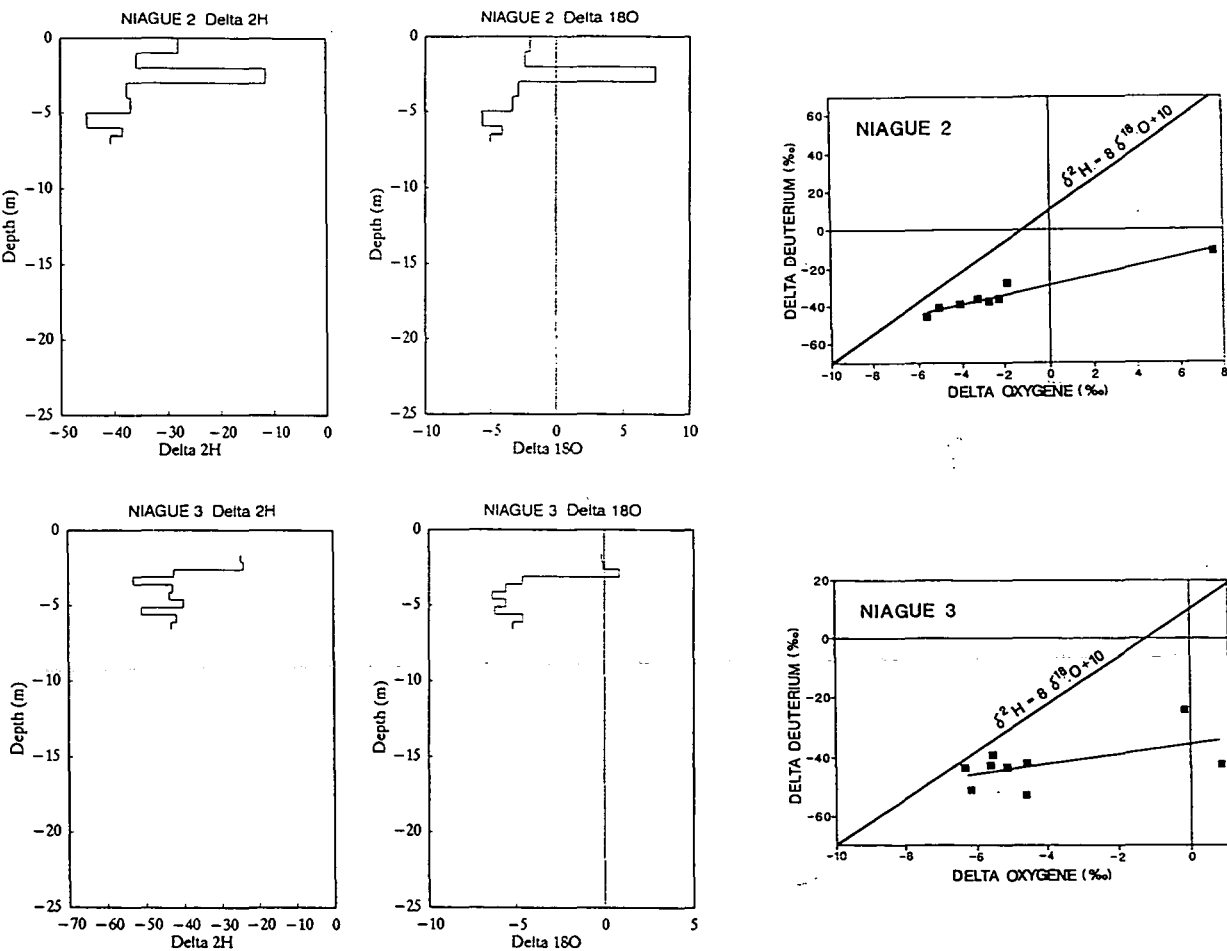 NIAGUE 2 Delta 2H
0
−5
−10
−15
−20
−25
Depth (m)
−50 −40 −30 −20 −10 0
Delta 2H
NIAGUE 2 Delta 18O
0
−5
−10
−15
−20
−25
Depth (m)
−10 −5 0 5 10
Delta 18O
NIAGUE 2
δ²H = 8 δ¹⁸O+10
60
40
20
0
−20
−40
−60
DELTA DEUTERIUM (‰)
−10 −8 −6 −4 −2 0 2 4 6 8
DELTA OXYGENE (‰)
NIAGUE 3 Delta 2H
0
−5
−10
−15
−20
−25
Depth (m)
−70 −60 −50 −40 −30 −20 −10 0
Delta 2H
NIAGUE 3 Delta 18O
0
−5
−10
−15
−20
−25
Depth (m)
−10 −5 0 5
Delta 18O
NIAGUE 3
δ²H = 8 δ¹⁸O+10
20
0
−20
−40
−60
DELTA DEUTERIUM (‰)
−10 −8 −6 −4 −2 0
DELTA OXYGENE (‰)